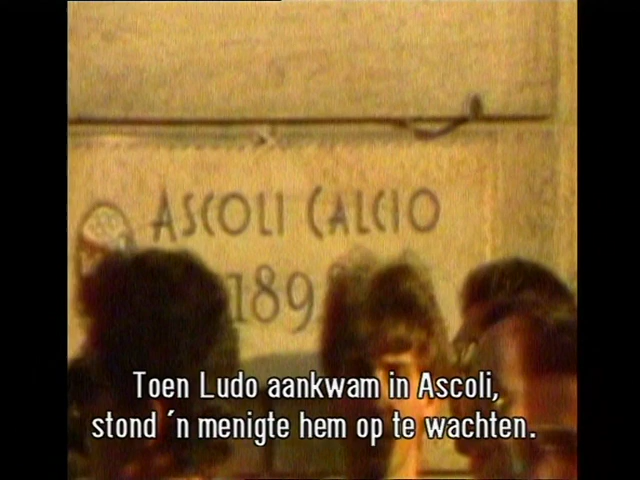 ASCOLI CALCIO
189
Toen Ludo aankwam in Ascoli,
stond ´n menigte hem op te wachten.